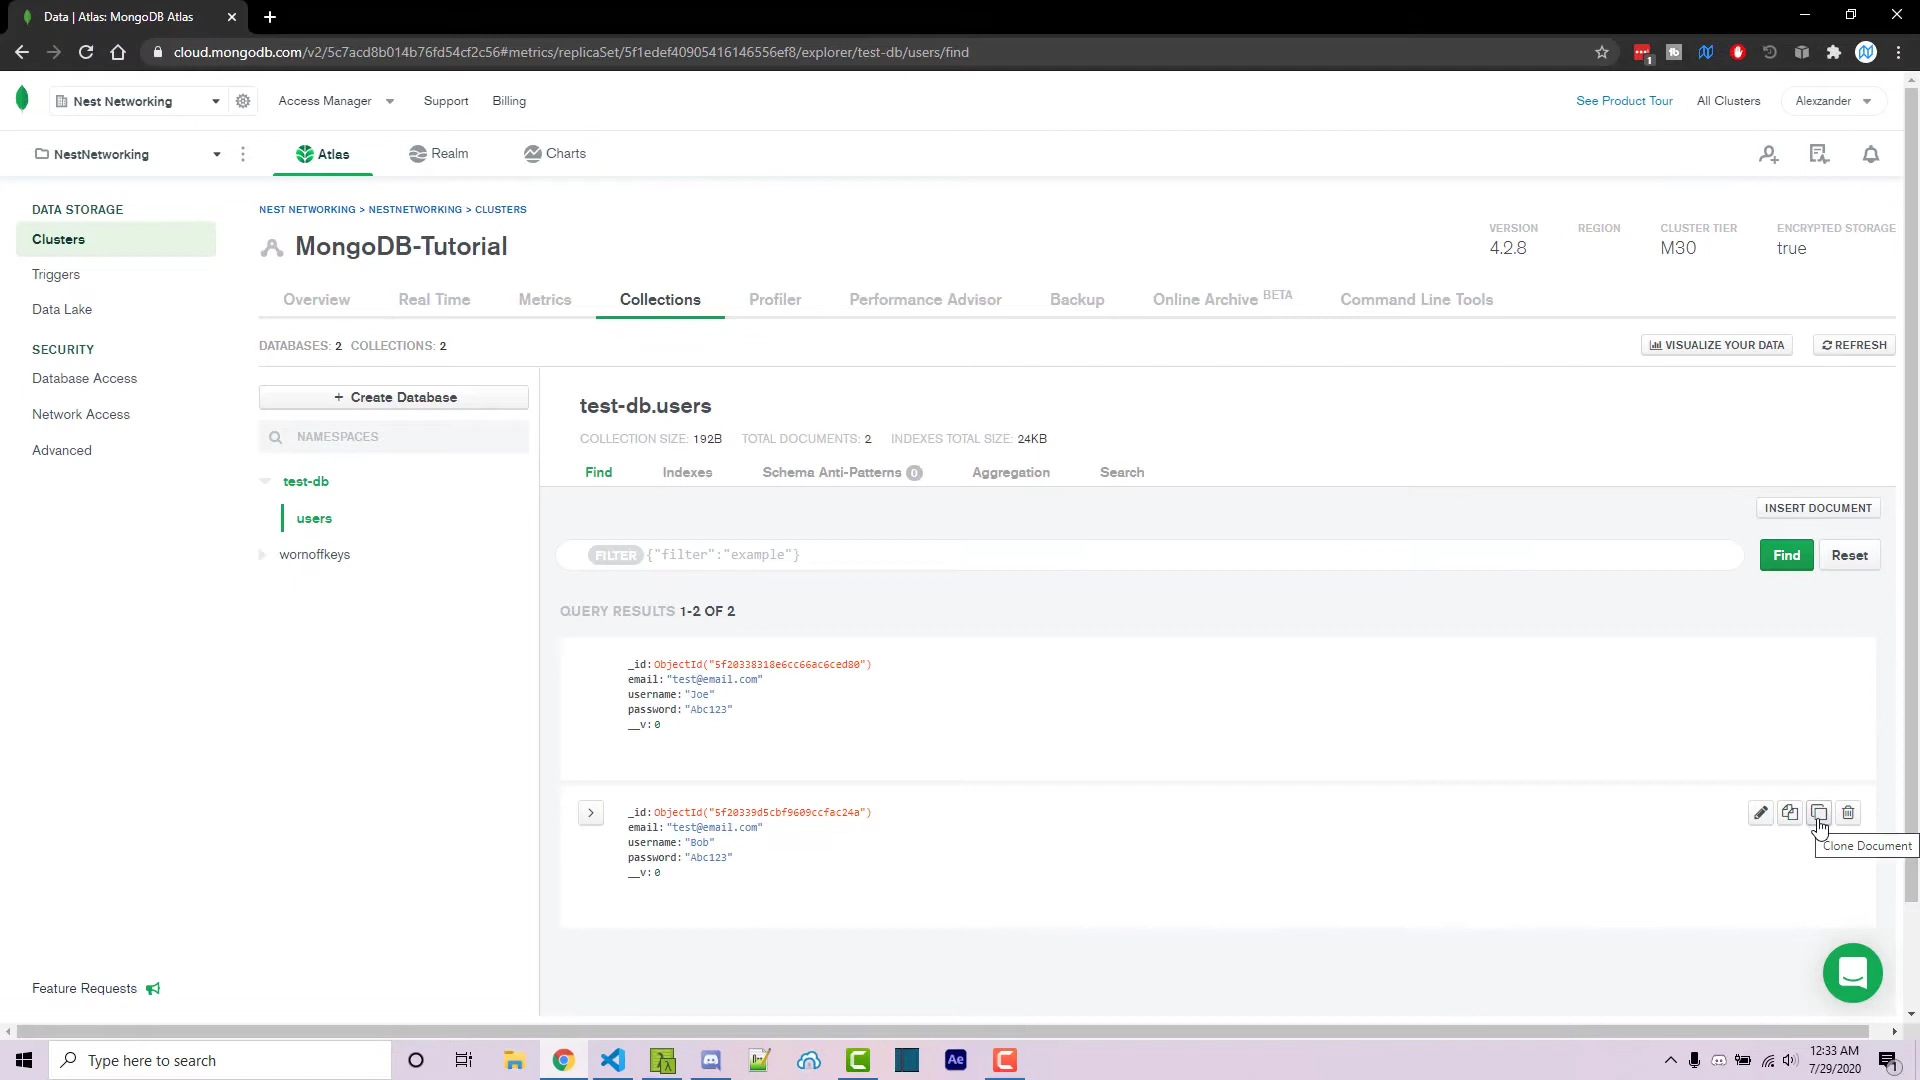 Data | Atlas: MongoDB Atlas
cloud.mongodb.com/v2/5c7acd8b014b76fd54cf2c56#metrics/replicaSet/5f1edef40905416146556ef8/explorer/test-db/users/find
Nest Networking
Access Manager
Support
Billing
See Product Tour
All Clusters
Alexzander
NestNetworking
Atlas
Realm
Charts
DATA STORAGE
Clusters
Triggers
Data Lake
SECURITY
Database Access
Network Access
Advanced
Feature Requests
NEST NETWORKING > NESTNETWORKING > CLUSTERS
MongoDB-Tutorial
VERSION
4.2.8
REGION
CLUSTER TIER
M30
ENCRYPTED STORAGE
true
Overview
Real Time
Metrics
Collections
Profiler
Performance Advisor
Backup
Online Archive BETA
Command Line Tools
DATABASES: 2 COLLECTIONS: 2
VISUALIZE YOUR DATA
REFRESH
+ Create Database
NAMESPACES
test-db
users
wornoffkeys
test-db.users
COLLECTION SIZE: 192B TOTAL DOCUMENTS: 2 INDEXES TOTAL SIZE: 24KB
Find
Indexes
Schema Anti-Patterns 0
Aggregation
Search
INSERT DOCUMENT
FILTER {"filter":"example"}
Find
Reset
QUERY RESULTS 1-2 OF 2
_id:ObjectId("5f20338318e6cc66ac6ced80")
email:"test@email.com"
username:"Joe"
password:"Abc123"
__v:0
_id:ObjectId("5f20339d5cbf9609ccfac24a")
email:"test@email.com"
username:"Bob"
password:"Abc123"
__v:0
Clone Document
Type here to search
Ae
12:33 AM
7/29/2020
1